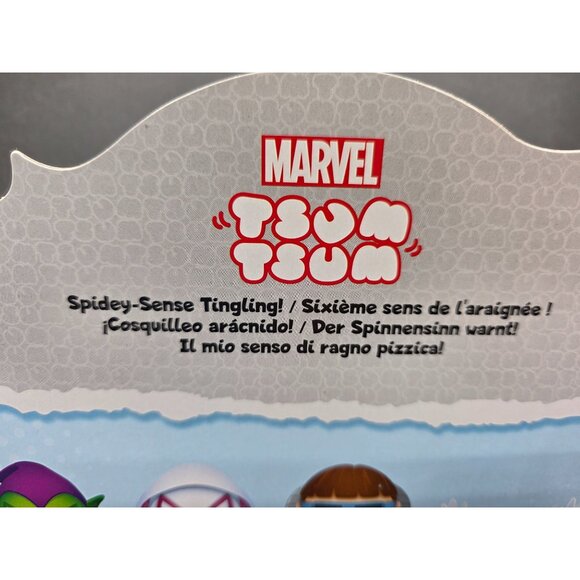 MARVEL
TSUM
TSUM
Spidey-Sense Tingling! / Sixième sens de l'araignée !
¡Cosquilleo arácnido! / Der Spinnensinn warnt!
Il mio senso di ragno pizzica!